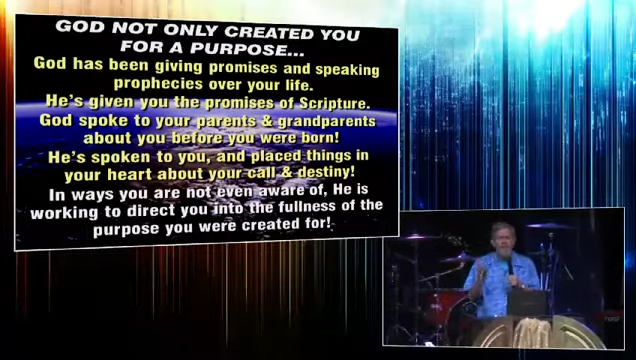 GOD NOT ONLY CREATED YOU
FOR A PURPOSE...
God has been giving promises and speaking
prophecies over your life.
He's given you the promises of Scripture.
God spoke to your parents & grandparents
about you before you were born!
He's spoken to you, and placed things in
your heart about your call & destiny!
In ways you are not even aware of, He is
working to direct you into the fullness of the
purpose you were created for!